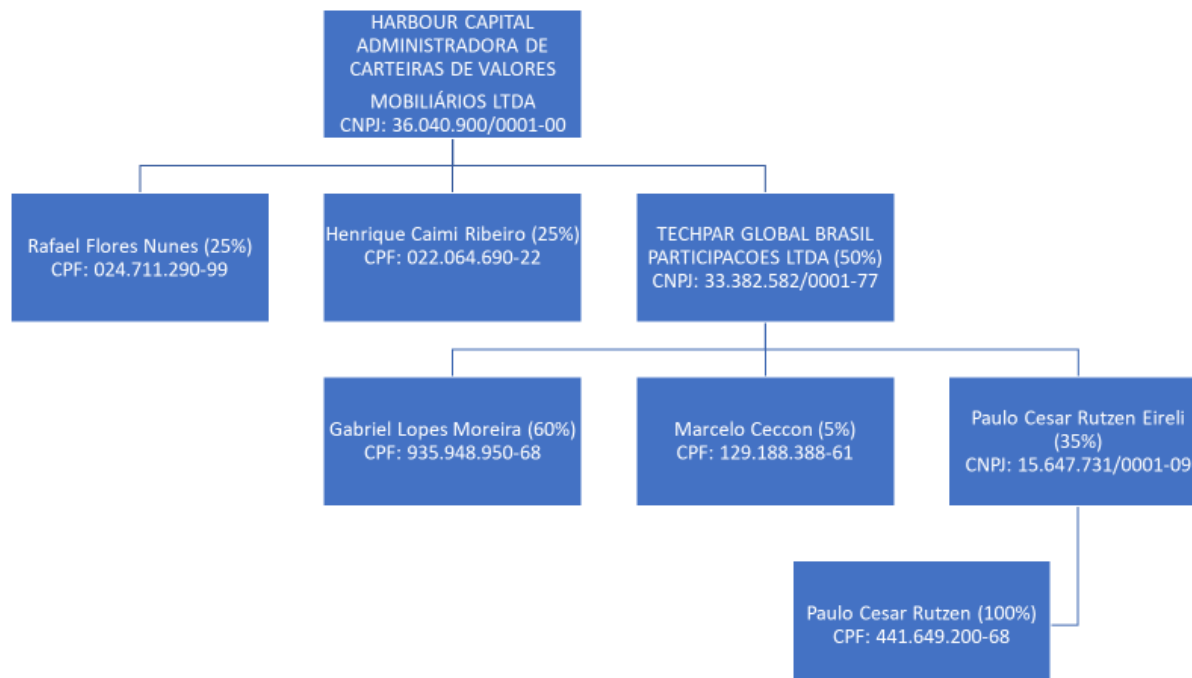 HARBOUR CAPITAL
ADMINISTRADORA DE
CARTEIRAS DE VALORES
MOBILIÁRIOS LTDA
CNPJ: 36.040.900/0001-00
Rafael Flores Nunes (25%)
CPF: 024.711.290-99
Henrique Caimi Ribeiro (25%)
CPF: 022.064.690-22
TECHPAR GLOBAL BRASIL
PARTICIPACOES LTDA (50%)
CNPJ: 33.382.582/0001-77
Gabriel Lopes Moreira (60%)
CPF: 935.948.950-68
Marcelo Ceccon (5%)
CPF: 129.188.388-61
Paulo Cesar Rutzen Eireli
(35%)
CNPJ: 15.647.731/0001-09
Paulo Cesar Rutzen (100%)
CPF: 441.649.200-68